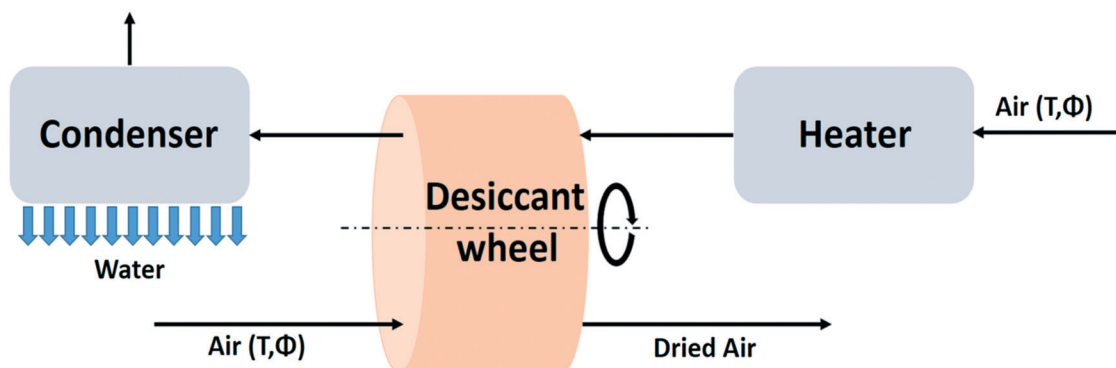 Condenser
Heater
Air (T,Φ)
Desiccant
wheel
Water
Air (T,Φ)
Dried Air